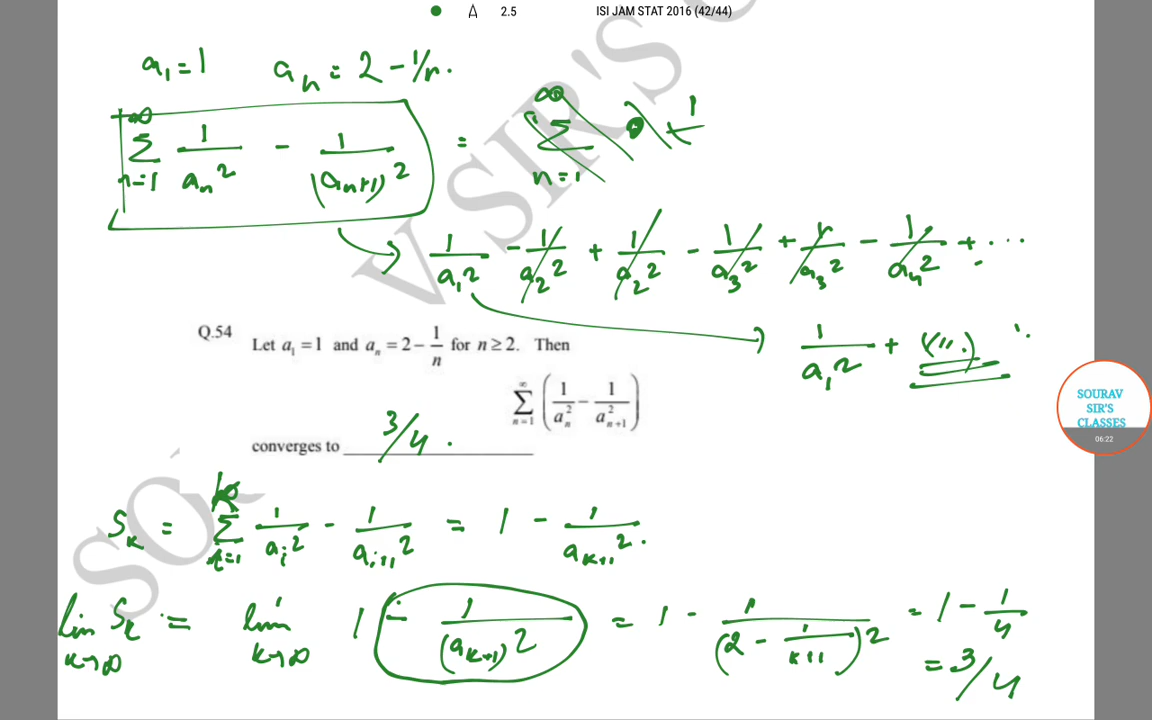 2.5 ISI JAM STAT 2016 (42/44)
a₁ = 1 aₙ = 2 - 1/n.
+∞
Σ 1/aₙ² - 1/(aₙ₊₁)² = ∞ Σ n=1
n=1
→ 1/a₁² - 1/a₂² + 1/a₂² - 1/a₃² + 1/a₃² - 1/a₄² + ...
→ 1/a₁² +
Q.54 Let a₁ = 1 and aₙ = 2 - 1/n for n ≥ 2. Then
∞ Σ n=1 (1/aₙ² - 1/aₙ₊₁²)
converges to 3/4.
Sₖ = Σ 1/aᵢ² - 1/aᵢ₊₁² = 1 - 1/aₖ₊₁².
lim k→∞ Sₖ = lim k→∞ 1 - 1/(aₖ₊₁)² = 1 - 1/(2 - 1/k+1)² = 1 - 1/4
= 3/4
SOURAV
SIR'S
CLASSES
06:22